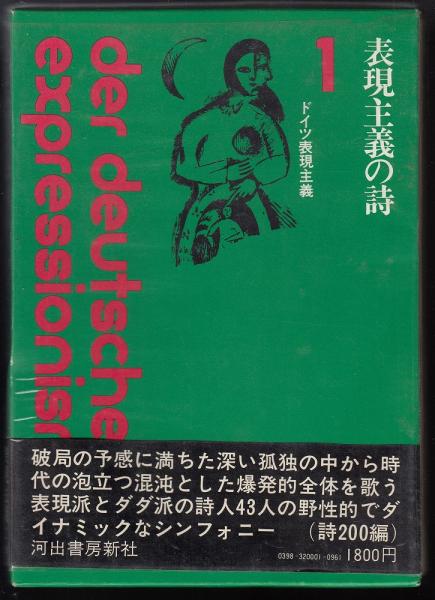 表現主義の詩
1
ドイツ表現主義
der deutsche
expressionisr
破局の予感に満ちた深い孤独の中から時
代の泡立つ混沌とした爆発的全体を歌う
表現派とダダ派の詩人43人の野性的でダ
イナミックなシンフォニー （詩200編）
河出書房新社
0398-320001-0961 1800円